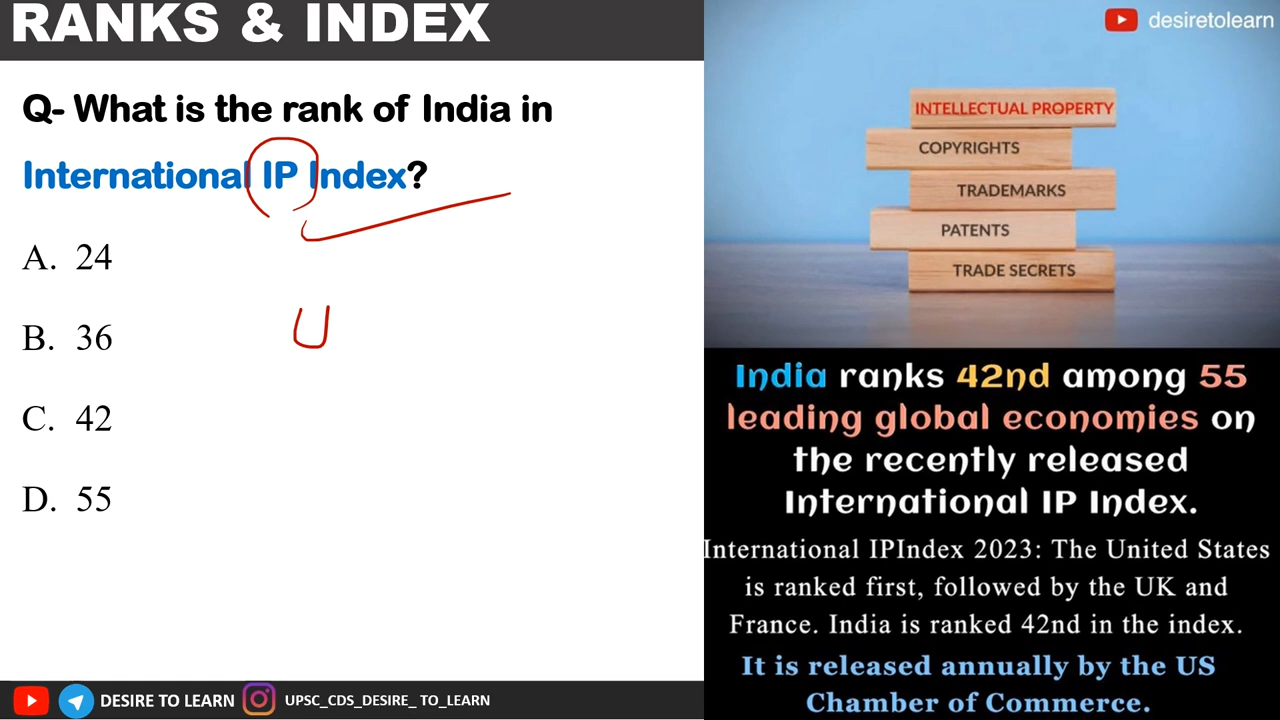 RANKS & INDEX
Q- What is the rank of India in
International IP Index?
A. 24
B. 36
C. 42
D. 55
U
DESIRE TO LEARN
UPSC_CDS_DESIRE_ TO_LEARN
desiretolearn
INTELLECTUAL PROPERTY
COPYRIGHTS
TRADEMARKS
PATENTS
TRADE SECRETS
India ranks 42nd among 55
leading global economies on
the recently released
International IP Index.
International IPIndex 2023: The United States
is ranked first, followed by the UK and
France. India is ranked 42nd in the index.
It is released annually by the US
Chamber of Commerce.